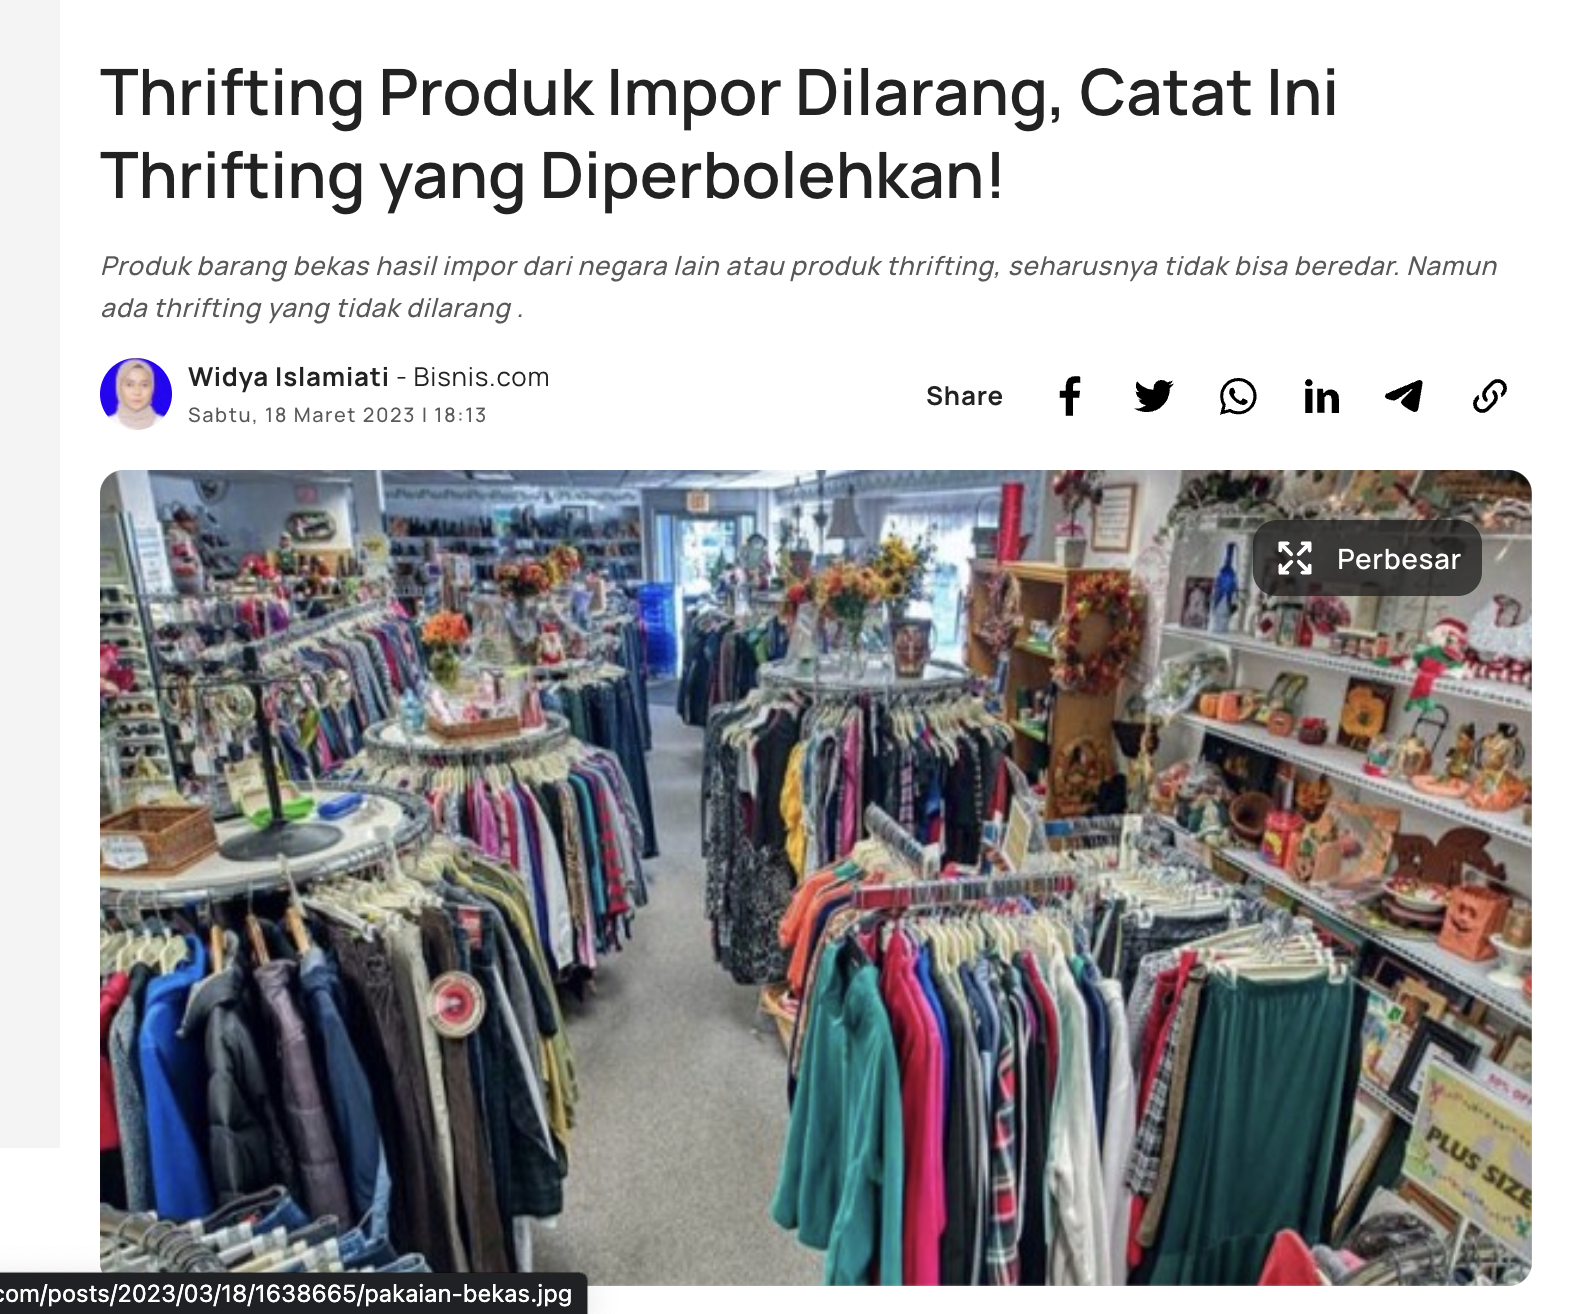 Thrifting Produk Impor Dilarang, Catat Ini
Thrifting yang Diperbolehkan!
Produk barang bekas hasil impor dari negara lain atau produk thrifting, seharusnya tidak bisa beredar. Namun
ada thrifting yang tidak dilarang .
Widya Islamiati - Bisnis.com
Sabtu, 18 Maret 2023 | 18:13
Share
Perbesar
50% OFF
PLUS SIZE
com/posts/2023/03/18/1638665/pakaian-bekas.jpg